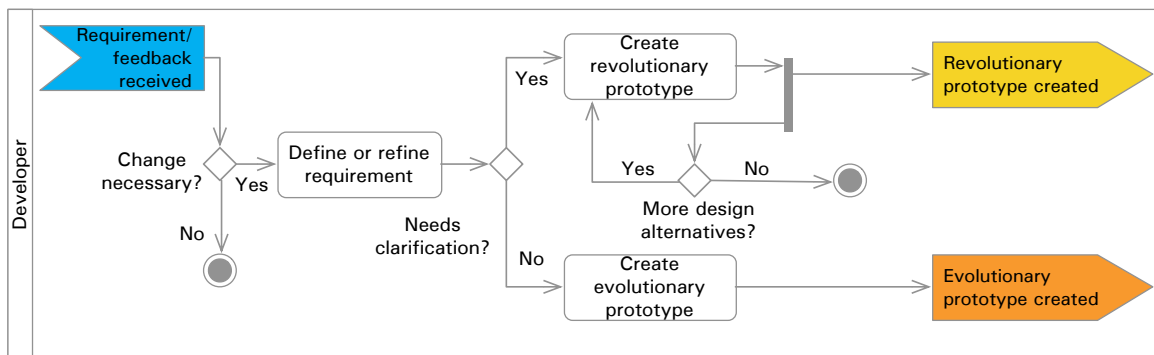 Developer
Requirement/
feedback
received
Change
necessary?
Yes
No
Define or refine
requirement
Needs
clarification?
Yes
No
Create
revolutionary
prototype
Yes
No
More design
alternatives?
Revolutionary
prototype created
Create
evolutionary
prototype
Evolutionary
prototype created